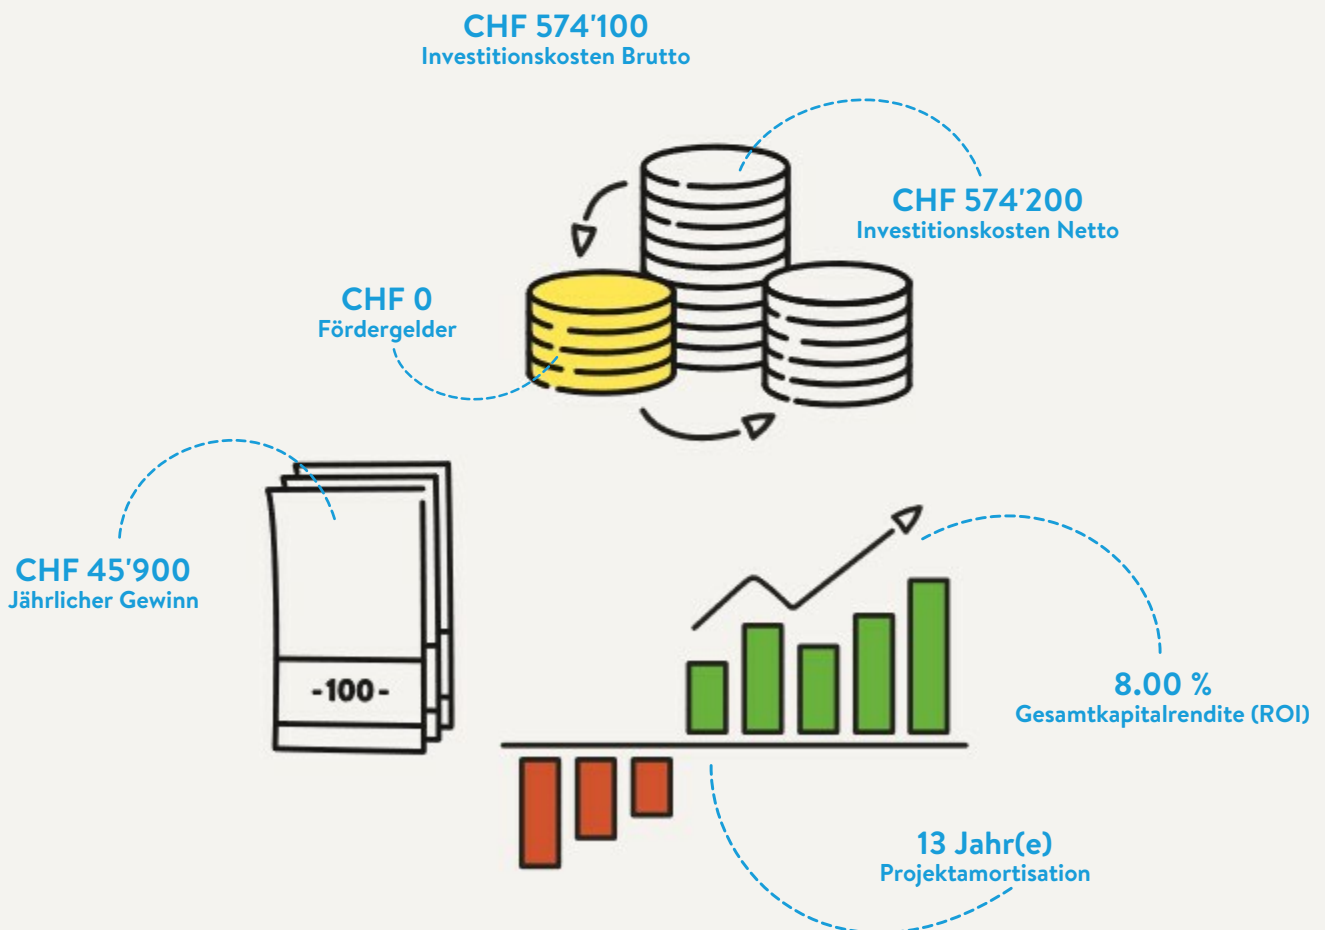 CHF 574'100
Investitionskosten Brutto
CHF 574'200
Investitionskosten Netto
CHF 0
Fördergelder
CHF 45'900
Jährlicher Gewinn
-100-
8.00 %
Gesamtkapitalrendite (ROI)
13 Jahr(e)
Projektamortisation